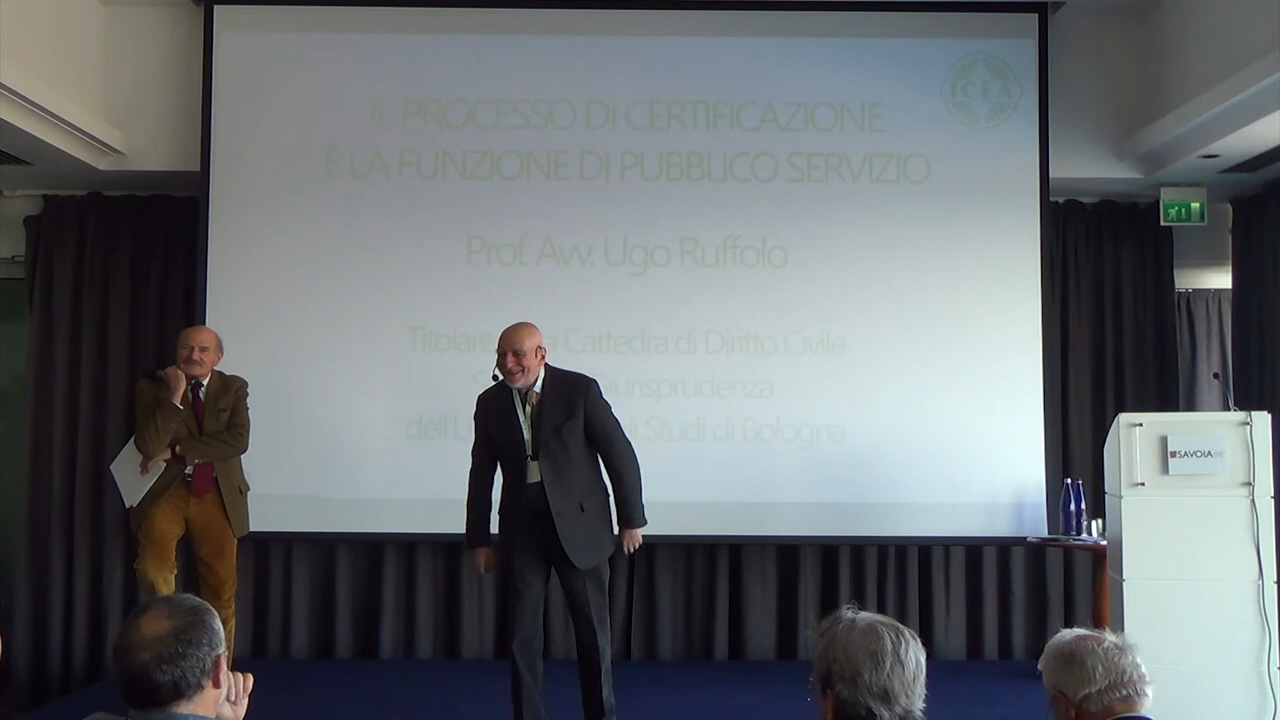 ICEA
IL PROCESSO DI CERTIFICAZIONE
E LA FUNZIONE DI PUBBLICO SERVIZIO
Prof. Avv. Ugo Ruffolo
Titolare Cattedra di Diritto Civile
Giurisprudenza
Studi di Bologna
SAVOIA